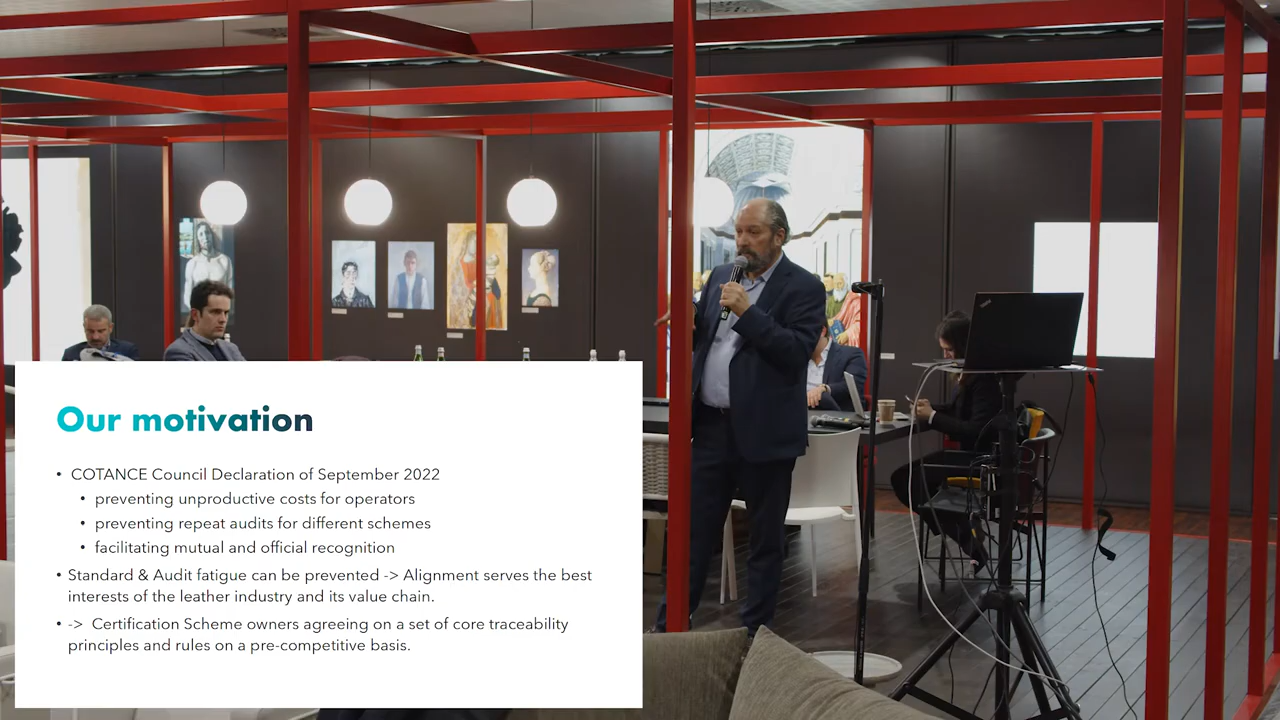 Our motivation
• COTANCE Council Declaration of September 2022
• preventing unproductive costs for operators
• preventing repeat audits for different schemes
• facilitating mutual and official recognition
• Standard & Audit fatigue can be prevented -> Alignment serves the best
interests of the leather industry and its value chain.
• -> Certification Scheme owners agreeing on a set of core traceability
principles and rules on a pre-competitive basis.